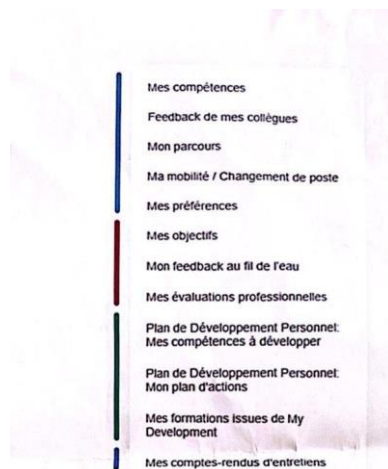 Mes compétences
Feedback de mes collègues
Mon parcours
Ma mobilité / Changement de poste
Mes préférences
Mes objectifs
Mon feedback au fil de l'eau
Mes évaluations professionnelles
Plan de Développement Personnel:
Mes compétences à développer
Plan de Développement Personnel:
Mon plan d'actions
Mes formations issues de My
Development
Mes comptes-rendus d'entretiens